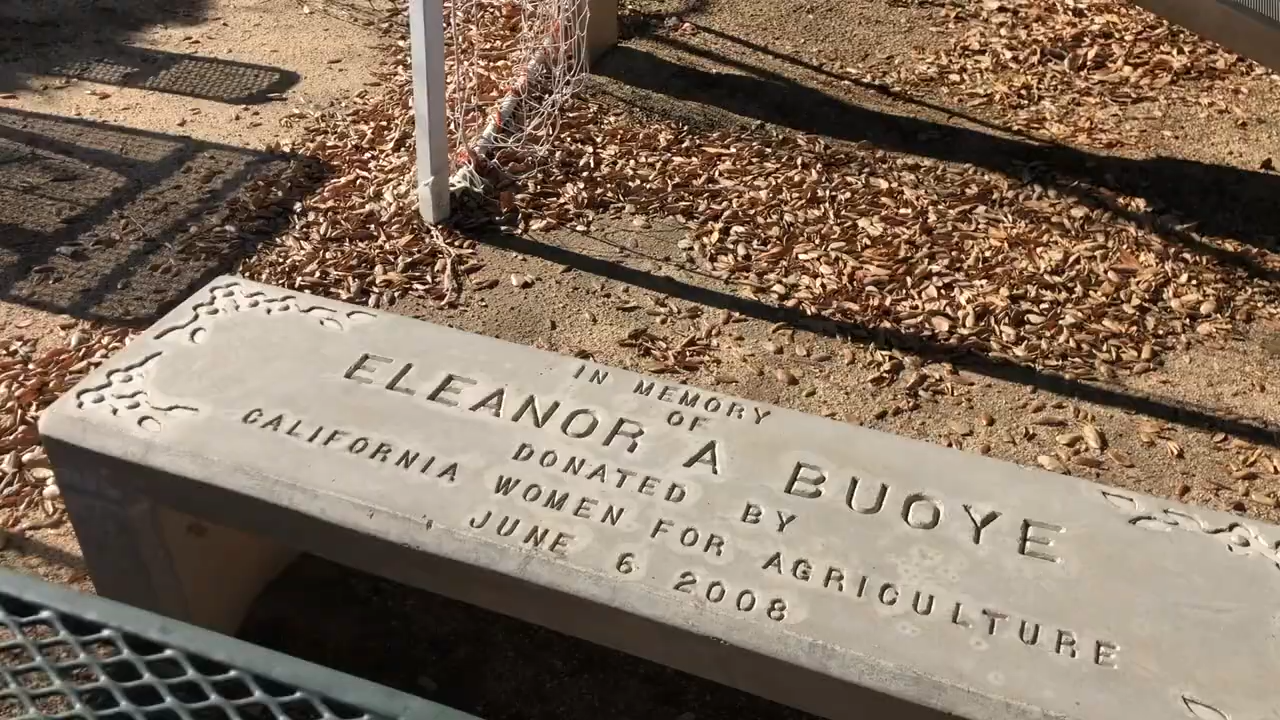 IN MEMORY
OF
ELEANOR A BUOYE
DONATED BY
CALIFORNIA WOMEN FOR AGRICULTURE
JUNE 6 2008